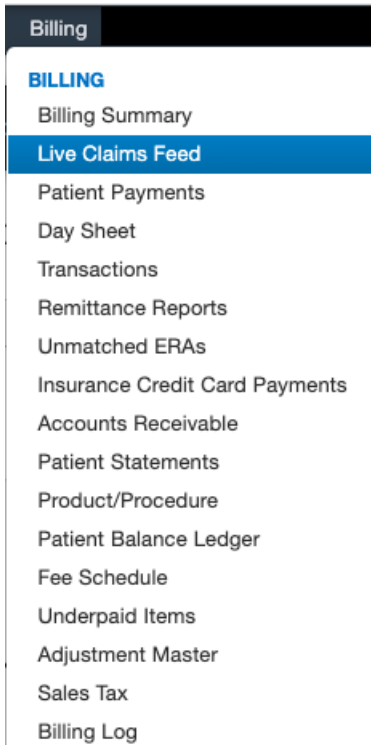 Billing
BILLING
Billing Summary
Live Claims Feed
Patient Payments
Day Sheet
Transactions
Remittance Reports
Unmatched ERAs
Insurance Credit Card Payments
Accounts Receivable
Patient Statements
Product/Procedure
Patient Balance Ledger
Fee Schedule
Underpaid Items
Adjustment Master
Sales Tax
Billing Log